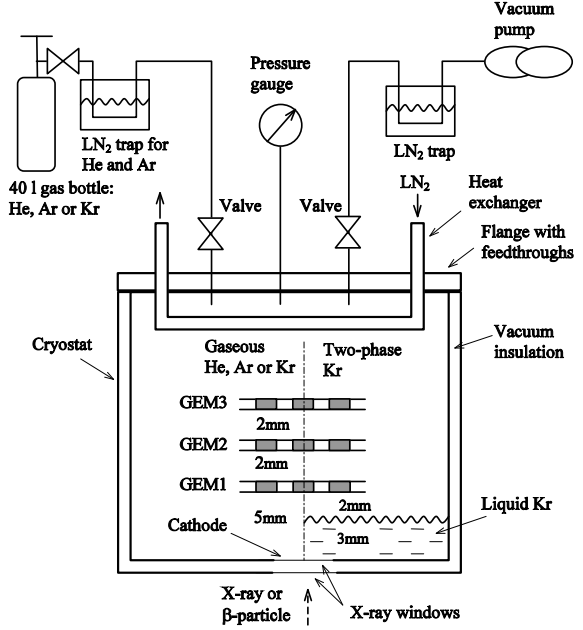 Vacuum
pump
Pressure
gauge
LN₂ trap for
He and Ar
LN₂ trap
40 l gas bottle:
He, Ar or Kr
LN₂
Heat
exchanger
Valve
Valve
Flange with
feedthroughs
Cryostat
Gaseous
He, Ar or Kr
Two-phase
Kr
Vacuum
insulation
GEM3
2mm
GEM2
2mm
GEM1
2mm
5mm
Liquid Kr
Cathode
3mm
X-ray or
β-particle
X-ray windows